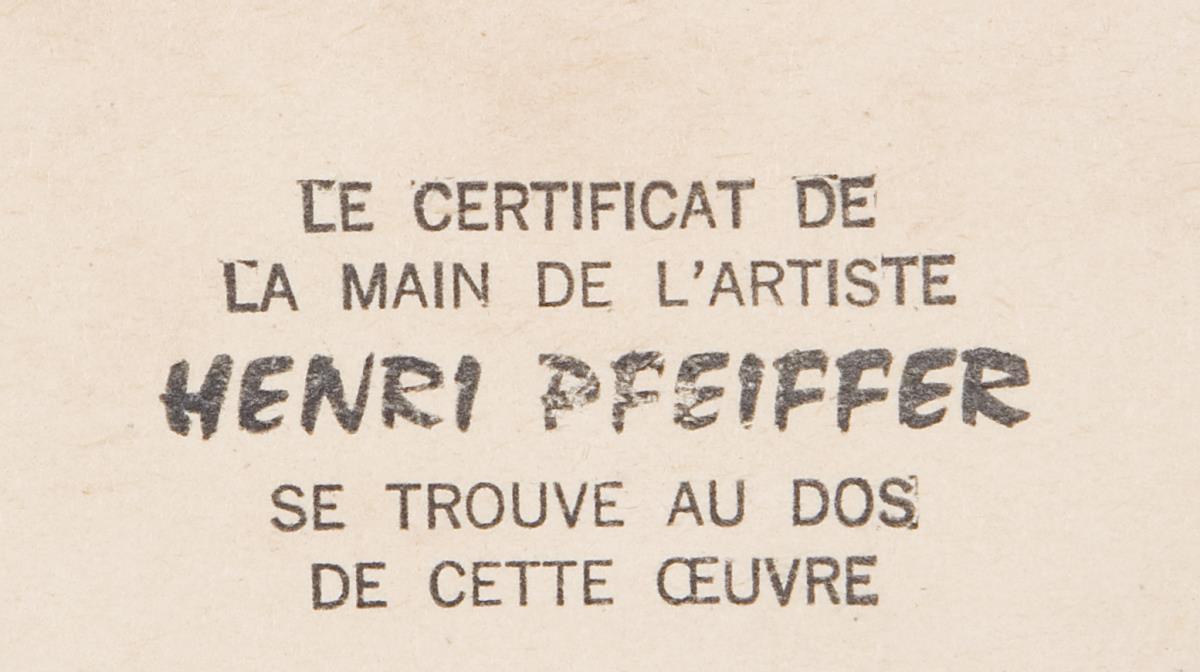 LE CERTIFICAT DE
LA MAIN DE L'ARTISTE
HENRI PFEIFFER
SE TROUVE AU DOS
DE CETTE ŒUVRE